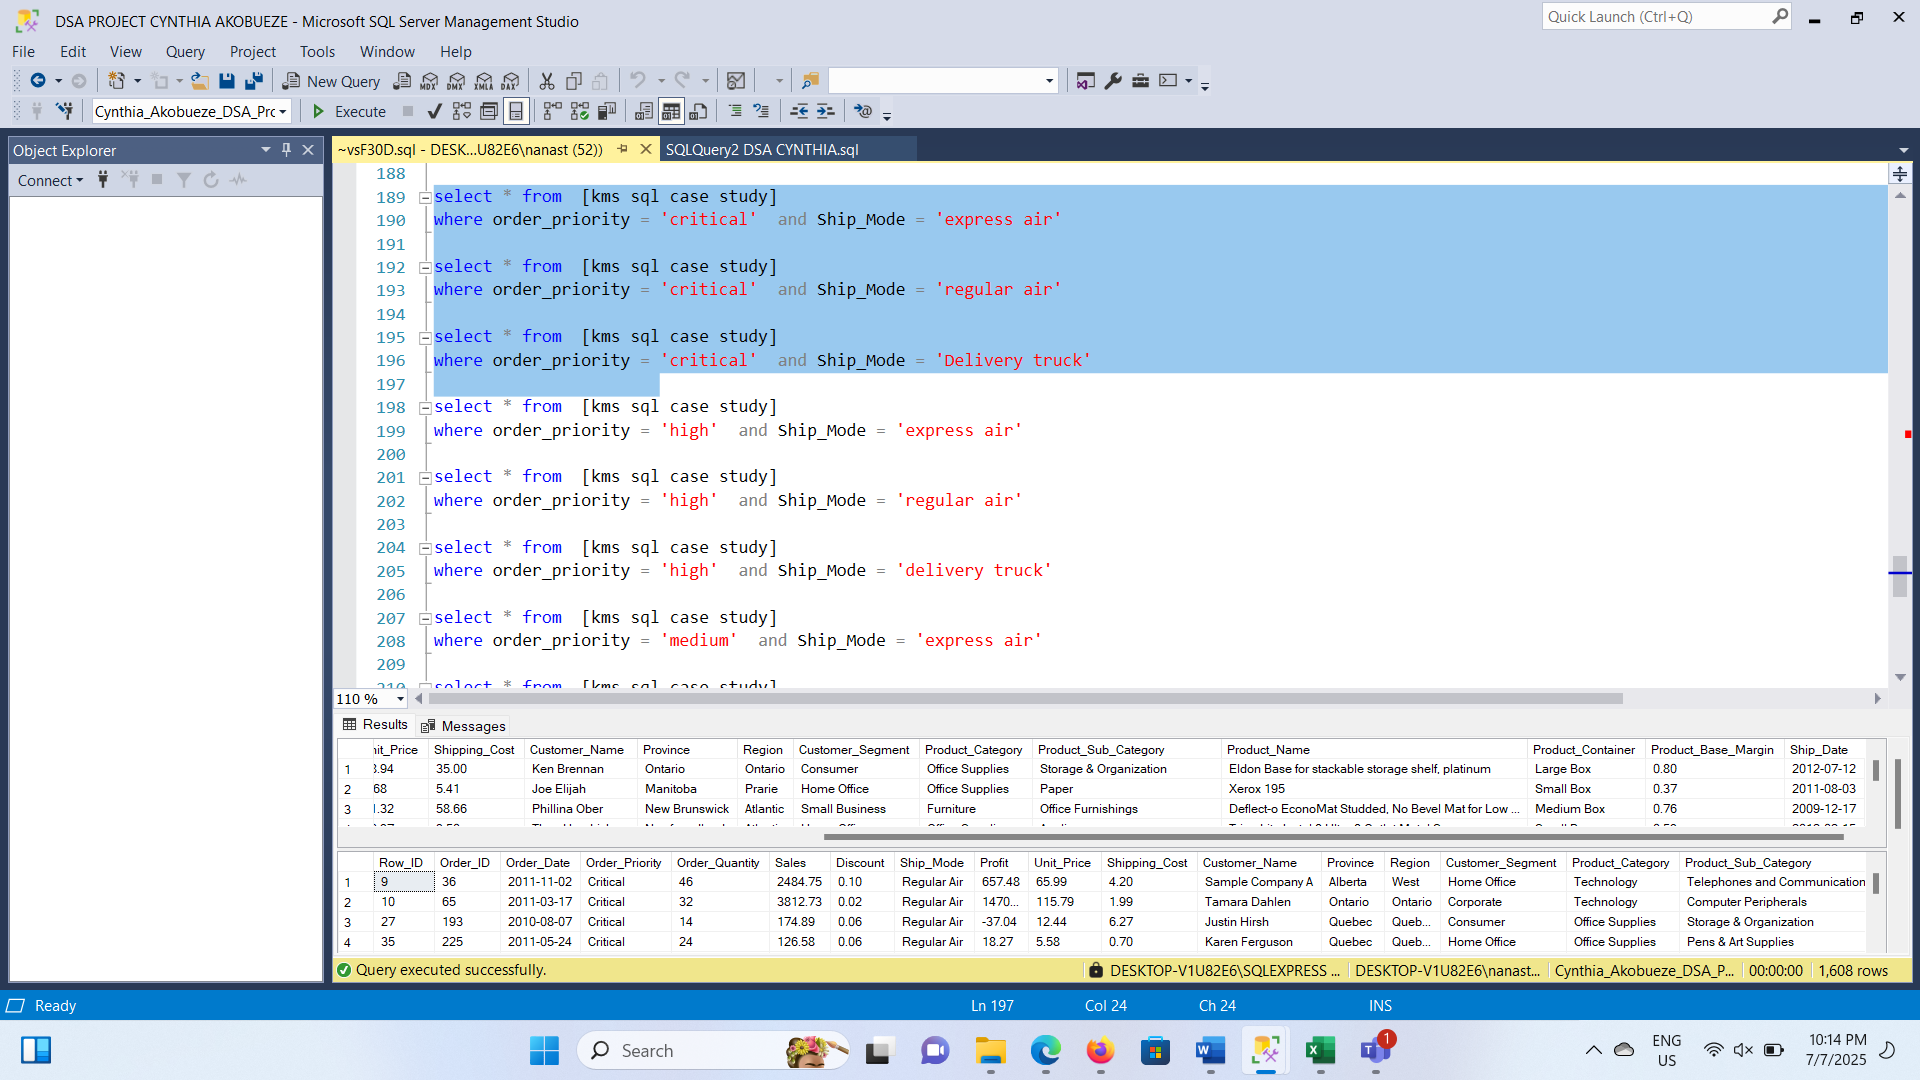 DSA PROJECT CYNTHIA AKOBUEZE - Microsoft SQL Server Management Studio
Quick Launch (Ctrl+Q)
File Edit View Query Project Tools Window Help
New Query
MDX DMX XMLA DAX
Cynthia_Akobueze_DSA_Prc Execute
Object Explorer
Connect
~vsF30D.sql - DESK...U82E6\nanast (52)) SQLQuery2 DSA CYNTHIA.sql
188
189 select * from [kms sql case study]
190 where order_priority = 'critical' and Ship_Mode = 'express air'
191
192 select * from [kms sql case study]
193 where order_priority = 'critical' and Ship_Mode = 'regular air'
194
195 select * from [kms sql case study]
196 where order_priority = 'critical' and Ship_Mode = 'Delivery truck'
197
198 select * from [kms sql case study]
199 where order_priority = 'high' and Ship_Mode = 'express air'
200
201 select * from [kms sql case study]
202 where order_priority = 'high' and Ship_Mode = 'regular air'
203
204 select * from [kms sql case study]
205 where order_priority = 'high' and Ship_Mode = 'delivery truck'
206
207 select * from [kms sql case study]
208 where order_priority = 'medium' and Ship_Mode = 'express air'
209
210 select * from [kms sql case study]
110 %
Results Messages
nit_Price Shipping_Cost Customer_Name Province Region Customer_Segment Product_Category Product_Sub_Category Product_Name Product_Container Product_Base_Margin Ship_Date
1 3.94 35.00 Ken Brennan Ontario Ontario Consumer Office Supplies Storage & Organization Eldon Base for stackable storage shelf, platinum Large Box 0.80 2012-07-12
2 68 5.41 Joe Elijah Manitoba Prarie Home Office Office Supplies Paper Xerox 195 Small Box 0.37 2011-08-03
3 .32 58.66 Phillina Ober New Brunswick Atlantic Small Business Furniture Office Furnishings Deflect-o EconoMat Studded, No Bevel Mat for Low ... Medium Box 0.76 2009-12-17
Row_ID Order_ID Order_Date Order_Priority Order_Quantity Sales Discount Ship_Mode Profit Unit_Price Shipping_Cost Customer_Name Province Region Customer_Segment Product_Category Product_Sub_Category
1 9 36 2011-11-02 Critical 46 2484.75 0.10 Regular Air 657.48 65.99 4.20 Sample Company A Alberta West Home Office Technology Telephones and Communication
2 10 65 2011-03-17 Critical 32 3812.73 0.02 Regular Air 1470... 115.79 1.99 Tamara Dahlen Ontario Ontario Corporate Technology Computer Peripherals
3 27 193 2010-08-07 Critical 14 174.89 0.06 Regular Air -37.04 12.44 6.27 Justin Hirsh Quebec Queb... Consumer Office Supplies Storage & Organization
4 35 225 2011-05-24 Critical 24 126.58 0.06 Regular Air 18.27 5.58 0.70 Karen Ferguson Quebec Queb... Home Office Office Supplies Pens & Art Supplies
Query executed successfully. DESKTOP-V1U82E6\SQLEXPRESS ... DESKTOP-V1U82E6\nanast... Cynthia_Akobueze_DSA_P... 00:00:00 1,608 rows
Ready Ln 197 Col 24 Ch 24 INS
Search
1
ENG
US
10:14 PM
7/7/2025